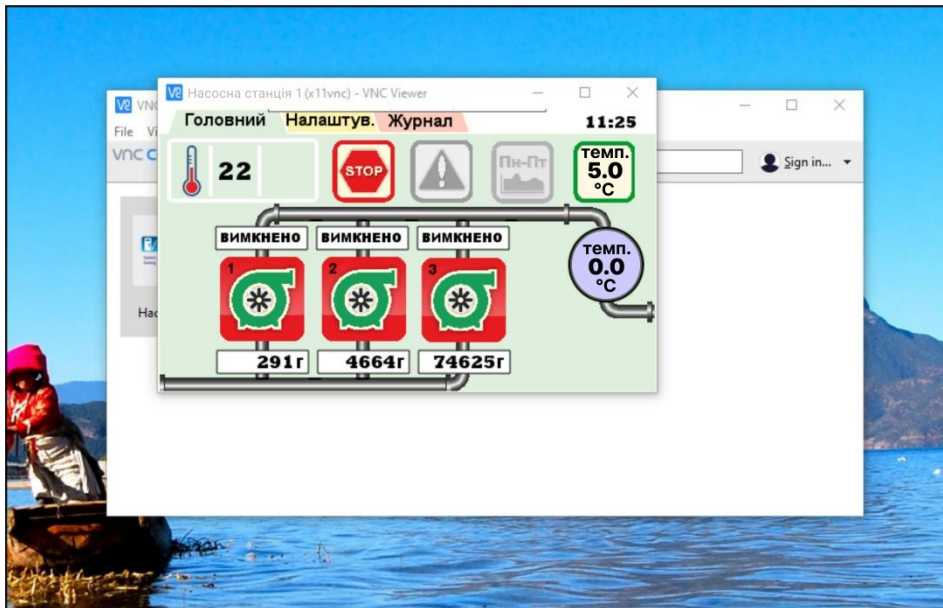 Насосна станція 1 (x11vnc) - VNC Viewer
VNC
File Vi
VNC C
Sign in...
Головний Налаштув. Журнал 11:25
22
STOP
Пн-Пт
темп.
5.0
°C
ВИМКНЕНО ВИМКНЕНО ВИМКНЕНО
темп.
0.0
°C
1 2 3
Нас
291г 4664г 74625г